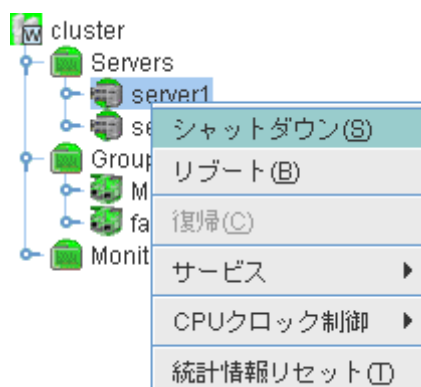 cluster
Servers
server1
se
シャットダウン(S)
Group
リブート(B)
M
fa
復帰(C)
Monit
サービス
CPUクロック制御
統計情報リセット(T)